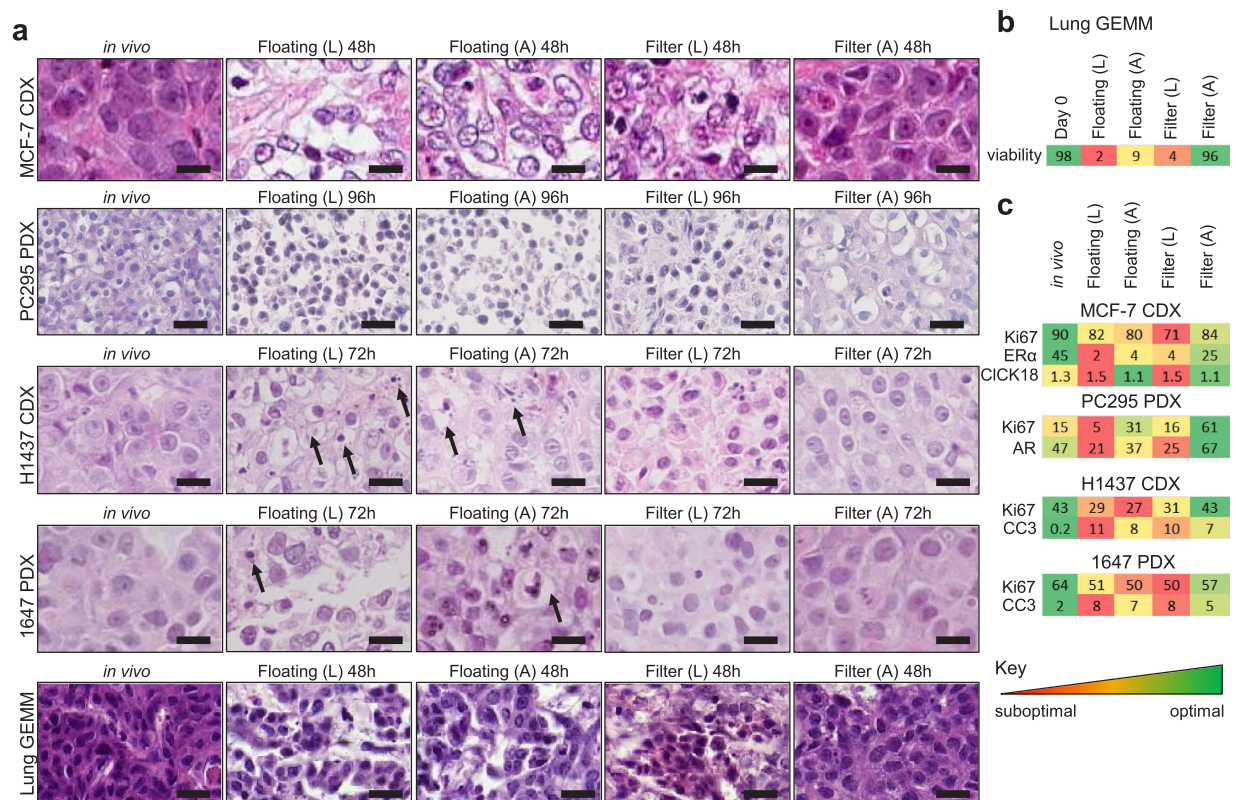 a
in vivo
Floating (L) 48h
Floating (A) 48h
Filter (L) 48h
Filter (A) 48h
MCF-7 CDX
in vivo
Floating (L) 96h
Floating (A) 96h
Filter (L) 96h
Filter (A) 96h
PC295 PDX
in vivo
Floating (L) 72h
Floating (A) 72h
Filter (L) 72h
Filter (A) 72h
H1437 CDX
in vivo
Floating (L) 72h
Floating (A) 72h
Filter (L) 72h
Filter (A) 72h
1647 PDX
in vivo
Floating (L) 48h
Floating (A) 48h
Filter (L) 48h
Filter (A) 48h
Lung GEMM
b
Lung GEMM
Day 0
Floating (L)
Floating (A)
Filter (L)
Filter (A)
viability 98 2 9 4 96
c
in vivo
Floating (L)
Floating (A)
Filter (L)
Filter (A)
MCF-7 CDX
Ki67 90 82 80 71 84
ERα 45 2 4 4 25
ClCK18 1.3 1.5 1.1 1.5 1.1
PC295 PDX
Ki67 15 5 31 16 61
AR 47 21 37 25 67
H1437 CDX
Ki67 43 29 27 31 43
CC3 0.2 11 8 10 7
1647 PDX
Ki67 64 51 50 50 57
CC3 2 8 7 8 5
Key
suboptimal optimal